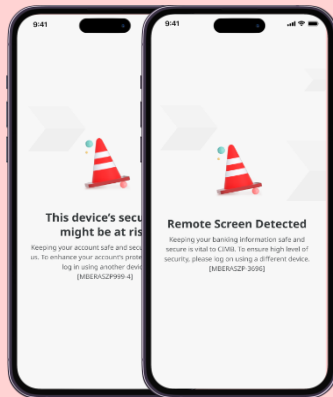 9:41
This device's secu
might be at ris
Keeping your account safe and secu
us. To enhance your account's prote
log in using another devic
[MBERASZP999-4]
9:41
Remote Screen Detected
Keeping your banking information safe and
secure is vital to CIMB. To ensure high level of
security, please log on using a different device.
[MBERASZP-3696]